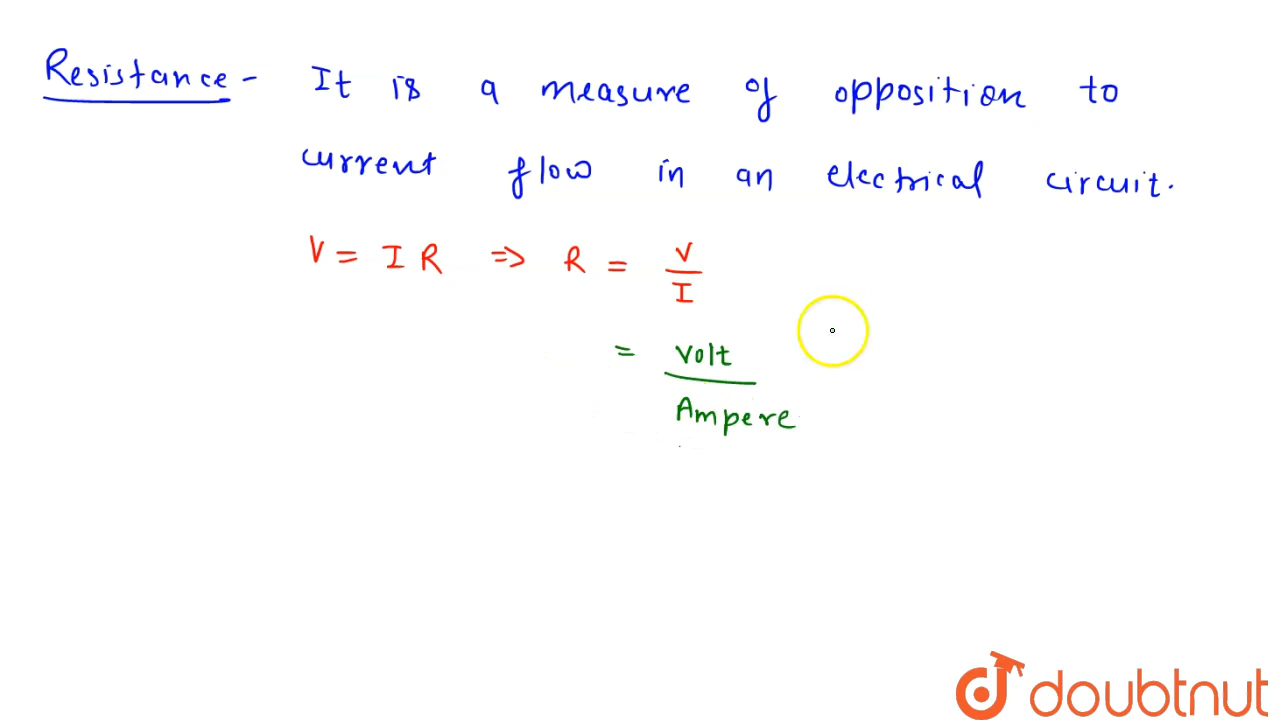 Resistance - It is a measure of opposition to
current flow in an electrical circuit.
V = I R => R = V/I
= Volt/Ampere
doubtnut